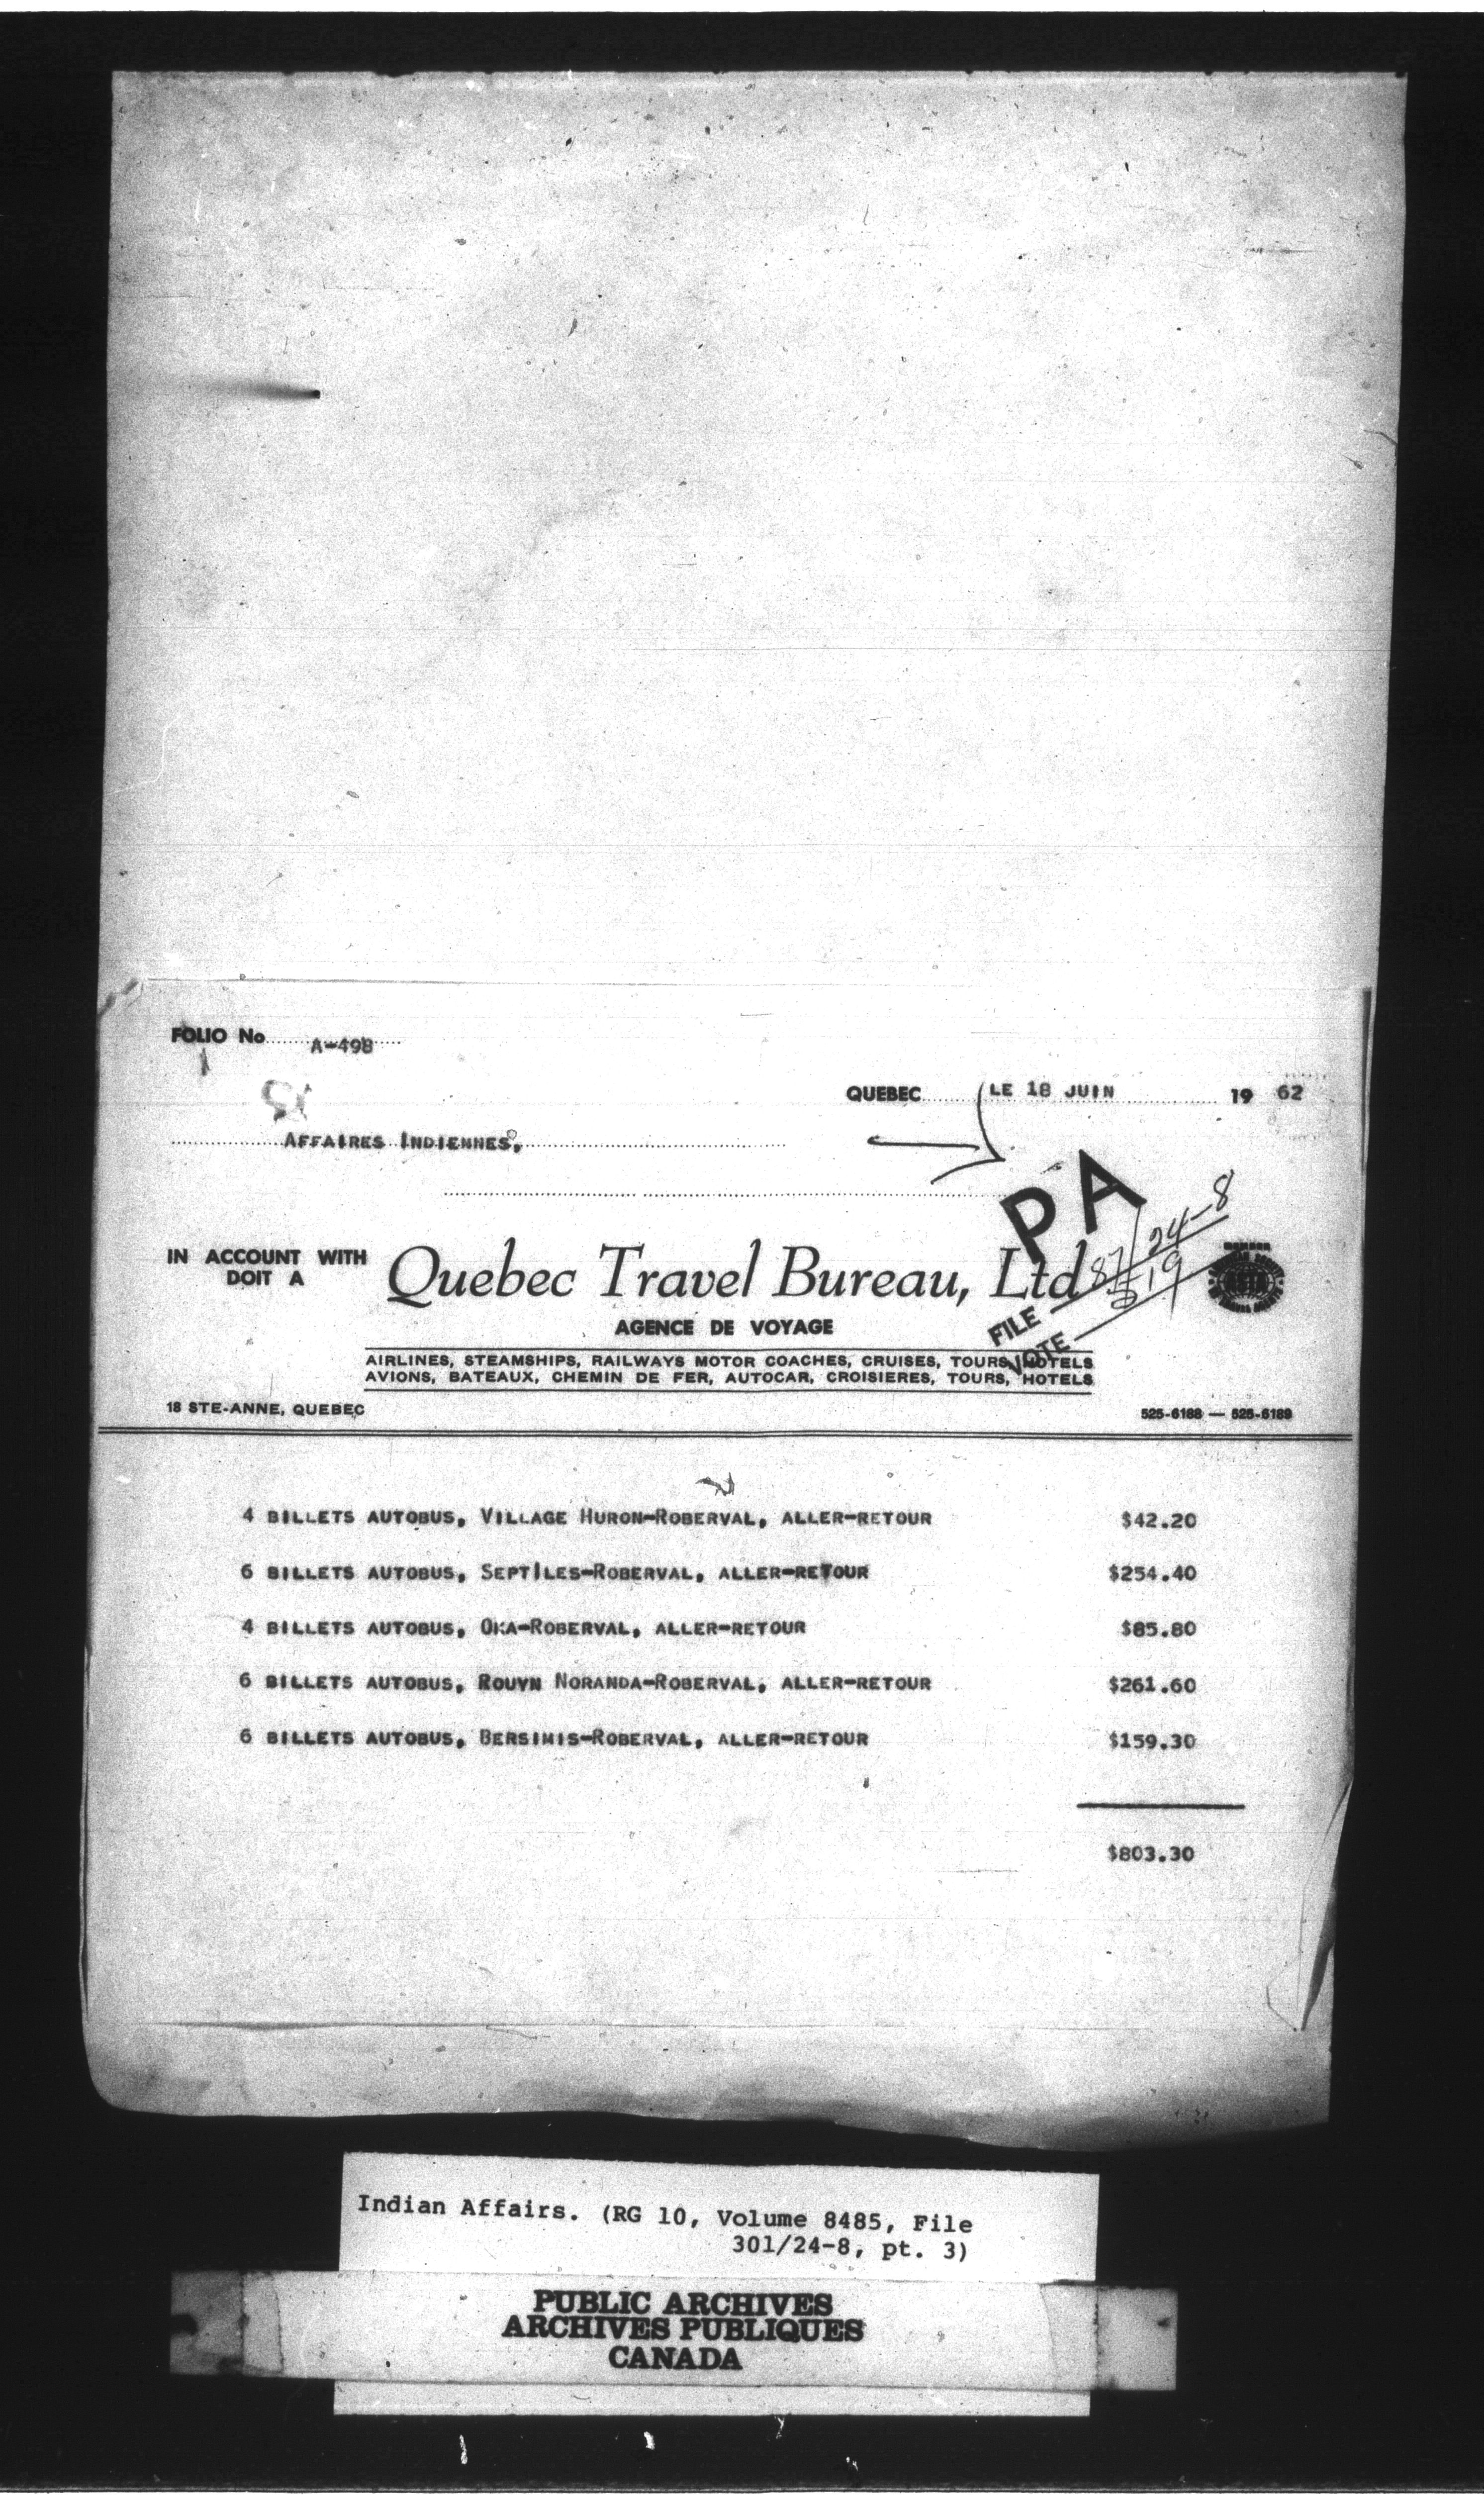 FOLIO No A-498
QUEBEC LE 18 JUIN 19 62
AFFAIRES INDIENNES,
PA
IN ACCOUNT WITH
DOIT A
Quebec Travel Bureau, Ltd
24-8
FILE
VOTE
519
AGENCE DE VOYAGE
AIRLINES, STEAMSHIPS, RAILWAYS MOTOR COACHES, CRUISES, TOURS, HOTELS
AVIONS, BATEAUX, CHEMIN DE FER, AUTOCAR, CROISIERES, TOURS, HOTELS
18 STE-ANNE, QUEBEC
525-6188 — 525-6189
4 BILLETS AUTOBUS, VILLAGE HURON-ROBERVAL, ALLER-RETOUR $42.20
6 BILLETS AUTOBUS, SEPTILES-ROBERVAL, ALLER-RETOUR $254.40
4 BILLETS AUTOBUS, OKA-ROBERVAL, ALLER-RETOUR $85.80
6 BILLETS AUTOBUS, ROUYN NORANDA-ROBERVAL, ALLER-RETOUR $261.60
6 BILLETS AUTOBUS, BERSIMIS-ROBERVAL, ALLER-RETOUR $159.30
$803.30
Indian Affairs. (RG 10, Volume 8485, File
301/24-8, pt. 3)
PUBLIC ARCHIVES
ARCHIVES PUBLIQUES
CANADA